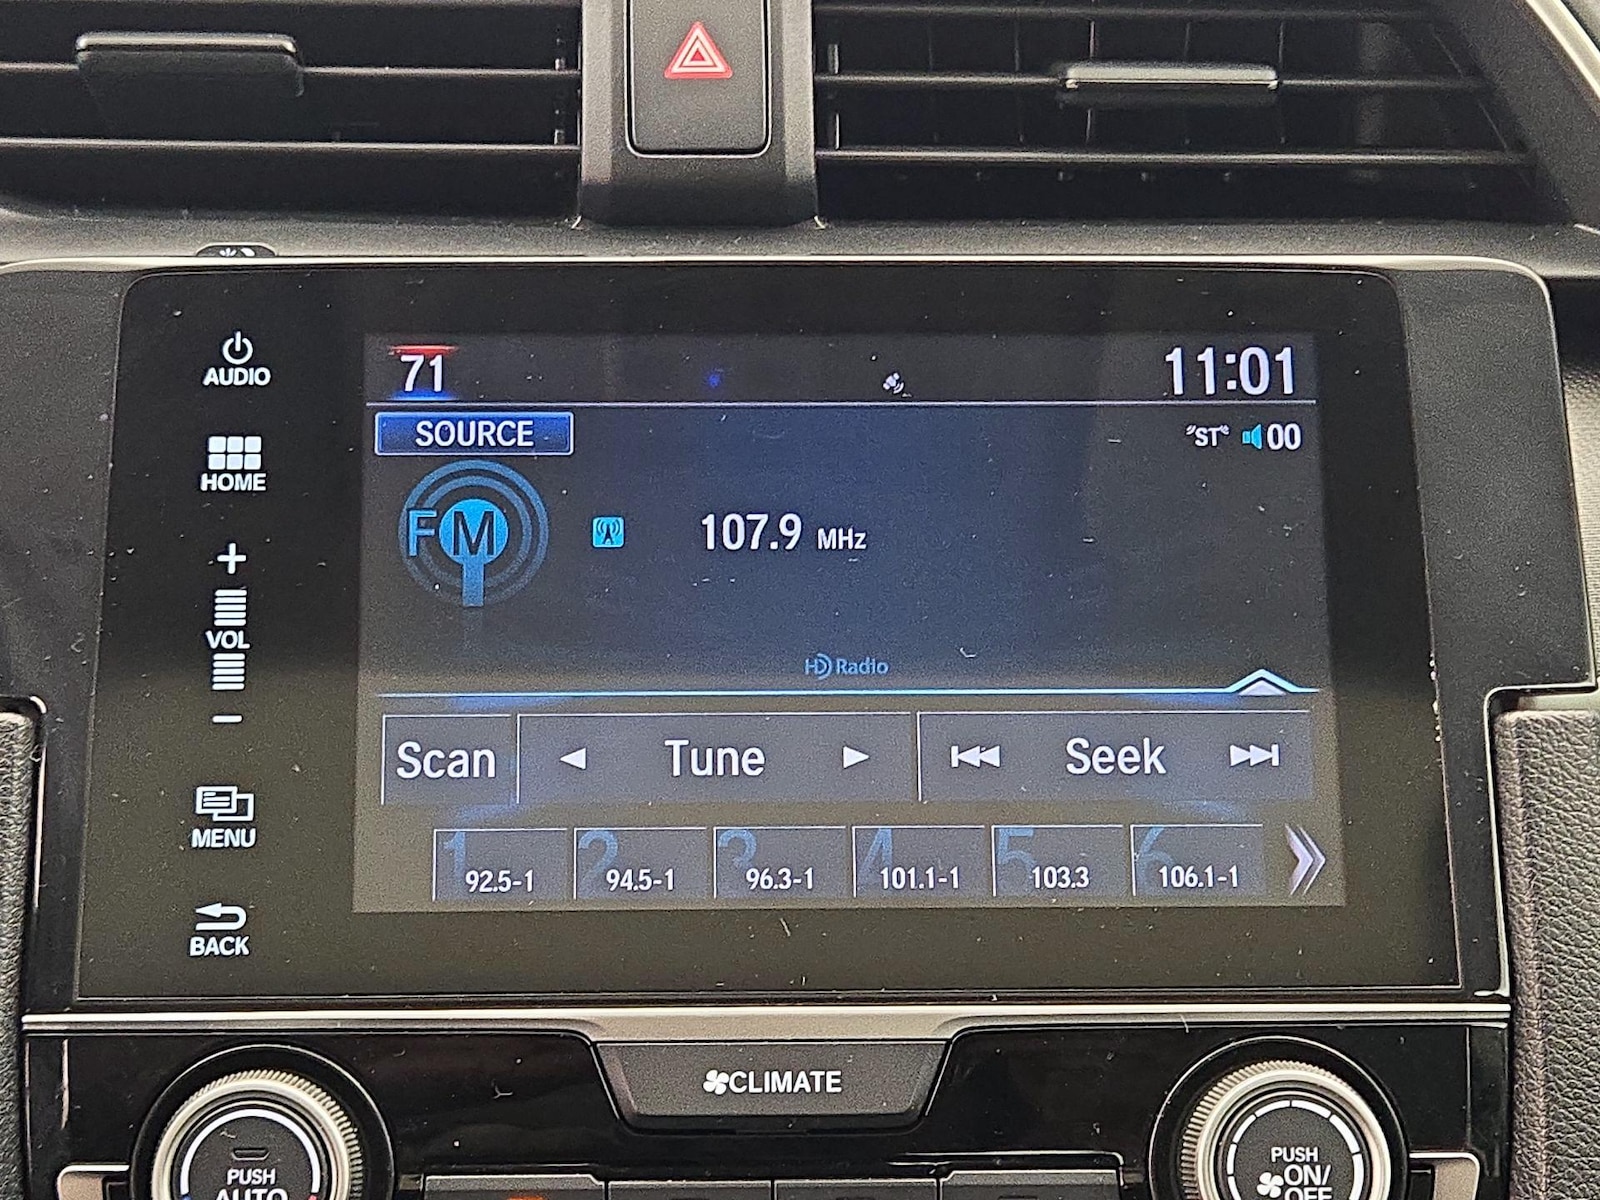 71 11:01
AUDIO
SOURCE "ST" 00
HOME
FM 107.9 MHz
VOL
HD Radio
Scan Tune Seek
MENU
1 2 3 4 5 6
92.5-1 94.5-1 96.3-1 101.1-1 103.3 106.1-1
BACK
CLIMATE
PUSH
AUTO
PUSH
ON/
OFF